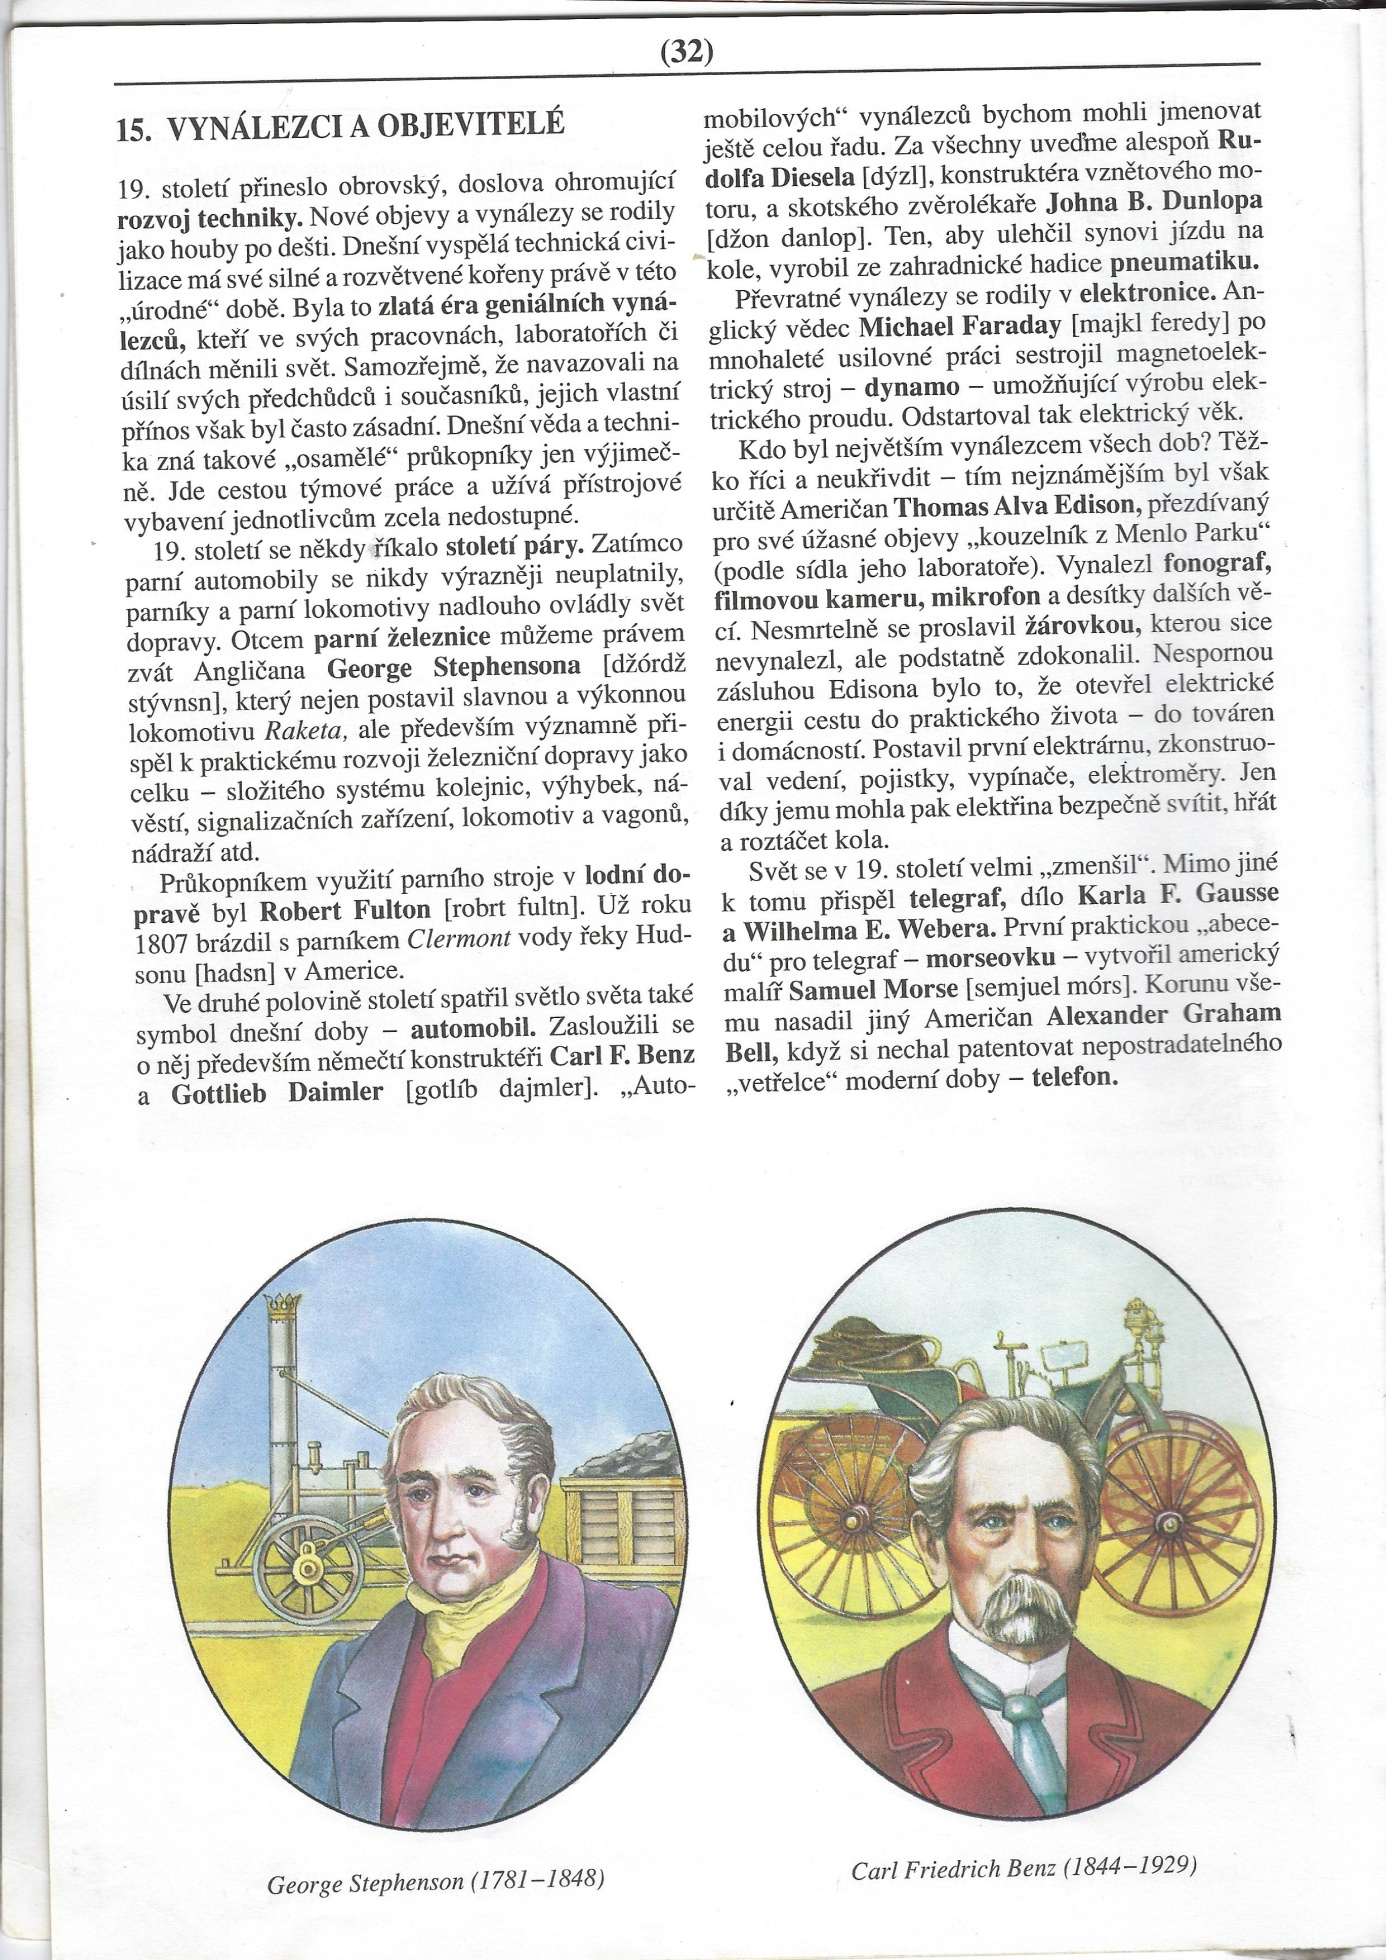 (32)
15. VYNÁLEZCI A OBJEVITELÉ
19. století přineslo obrovský, doslova ohromující
rozvoj techniky. Nové objevy a vynálezy se rodily
jako houby po dešti. Dnešní vyspělá technická civi-
lizace má své silné a rozvětvené kořeny právě v této
„úrodné“ době. Byla to zlatá éra geniálních vyná-
lezců, kteří ve svých pracovnách, laboratořích či
dílnách měnili svět. Samozřejmě, že navazovali na
úsilí svých předchůdců i současníků, jejich vlastní
přínos však byl často zásadní. Dnešní věda a techni-
ka zná takové „osamělé“ průkopníky jen výjimeč-
ně. Jde cestou týmové práce a užívá přístrojové
vybavení jednotlivcům zcela nedostupné.
19. století se někdy říkalo století páry. Zatímco
parní automobily se nikdy výrazněji neuplatnily,
parníky a parní lokomotivy nadlouho ovládly svět
dopravy. Otcem parní železnice můžeme právem
zvát Angličana George Stephensona [džórdž
stývnsn], který nejen postavil slavnou a výkonnou
lokomotivu Raketa, ale především významně při-
spěl k praktickému rozvoji železniční dopravy jako
celku – složitého systému kolejnic, výhybek, ná-
věstí, signalizačních zařízení, lokomotiv a vagonů,
nádraží atd.
Průkopníkem využití parního stroje v lodní do-
pravě byl Robert Fulton [robrt fultn]. Už roku
1807 brázdil s parníkem Clermont vody řeky Hud-
sonu [hadsn] v Americe.
Ve druhé polovině století spatřil světlo světa také
symbol dnešní doby – automobil. Zasloužili se
o něj především němečtí konstruktéři Carl F. Benz
a Gottlieb Daimler [gotlíb dajmler]. „Auto-
mobilových“ vynálezců bychom mohli jmenovat
ještě celou řadu. Za všechny uveďme alespoň Ru-
dolfa Diesela [dýzl], konstruktéra vznětového mo-
toru, a skotského zvěrolékaře Johna B. Dunlopa
[džon danlop]. Ten, aby ulehčil synovi jízdu na
kole, vyrobil ze zahradnické hadice pneumatiku.
Převratné vynálezy se rodily v elektronice. An-
glický vědec Michael Faraday [majkl feredy] po
mnohaleté usilovné práci sestrojil magnetoelek-
trický stroj – dynamo – umožňující výrobu elek-
trického proudu. Odstartoval tak elektrický věk.
Kdo byl největším vynálezcem všech dob? Těž-
ko říci a neukřivdit – tím nejznámějším byl však
určitě Američan Thomas Alva Edison, přezdívaný
pro své úžasné objevy „kouzelník z Menlo Parku“
(podle sídla jeho laboratoře). Vynalezl fonograf,
filmovou kameru, mikrofon a desítky dalších vě-
cí. Nesmrtelně se proslavil žárovkou, kterou sice
nevynalezl, ale podstatně zdokonalil. Nespornou
zásluhou Edisona bylo to, že otevřel elektrické
energii cestu do praktického života – do továren
i domácností. Postavil první elektrárnu, zkonstruo-
val vedení, pojistky, vypínače, elektroměry. Jen
díky jemu mohla pak elektřina bezpečně svítit, hřát
a roztáčet kola.
Svět se v 19. století velmi „zmenšil“. Mimo jiné
k tomu přispěl telegraf, dílo Karla F. Gausse
a Wilhelma E. Webera. První praktickou „abece-
du“ pro telegraf – morseovku – vytvořil americký
malíř Samuel Morse [semjuel mórs]. Korunu vše-
mu nasadil jiný Američan Alexander Graham
Bell, když si nechal patentovat nepostradatelného
„vetřelce“ moderní doby – telefon.
George Stephenson (1781–1848)
Carl Friedrich Benz (1844–1929)